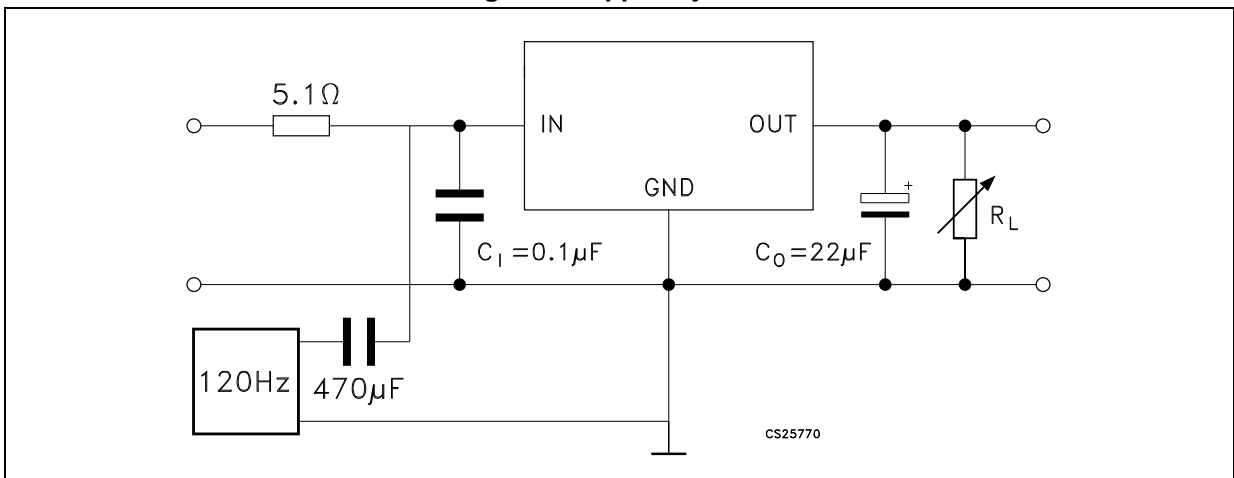 5.1Ω
IN
OUT
GND
+
R_L
C_I=0.1µF
C_O=22µF
120Hz
470µF
CS25770